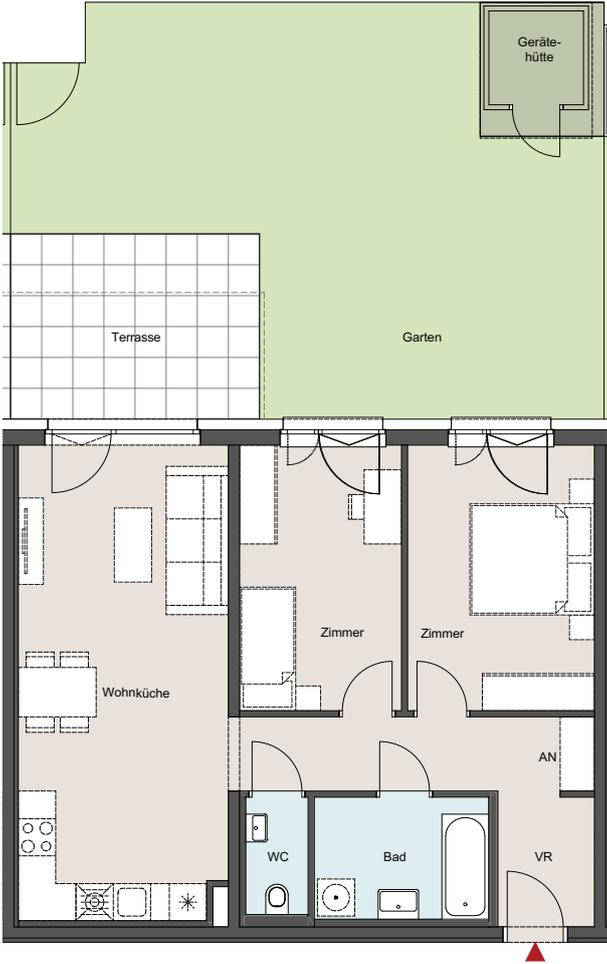 Geräte-
hütte
Terrasse
Garten
Zimmer
Zimmer
Wohnküche
AN
WC
Bad
VR